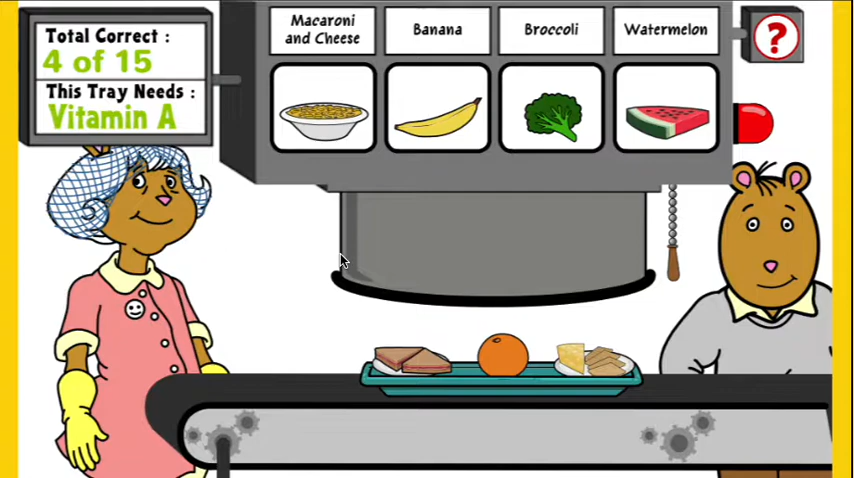 Total Correct :
4 of 15
This Tray Needs :
Vitamin A
Macaroni
and Cheese
Banana
Broccoli
Watermelon
?